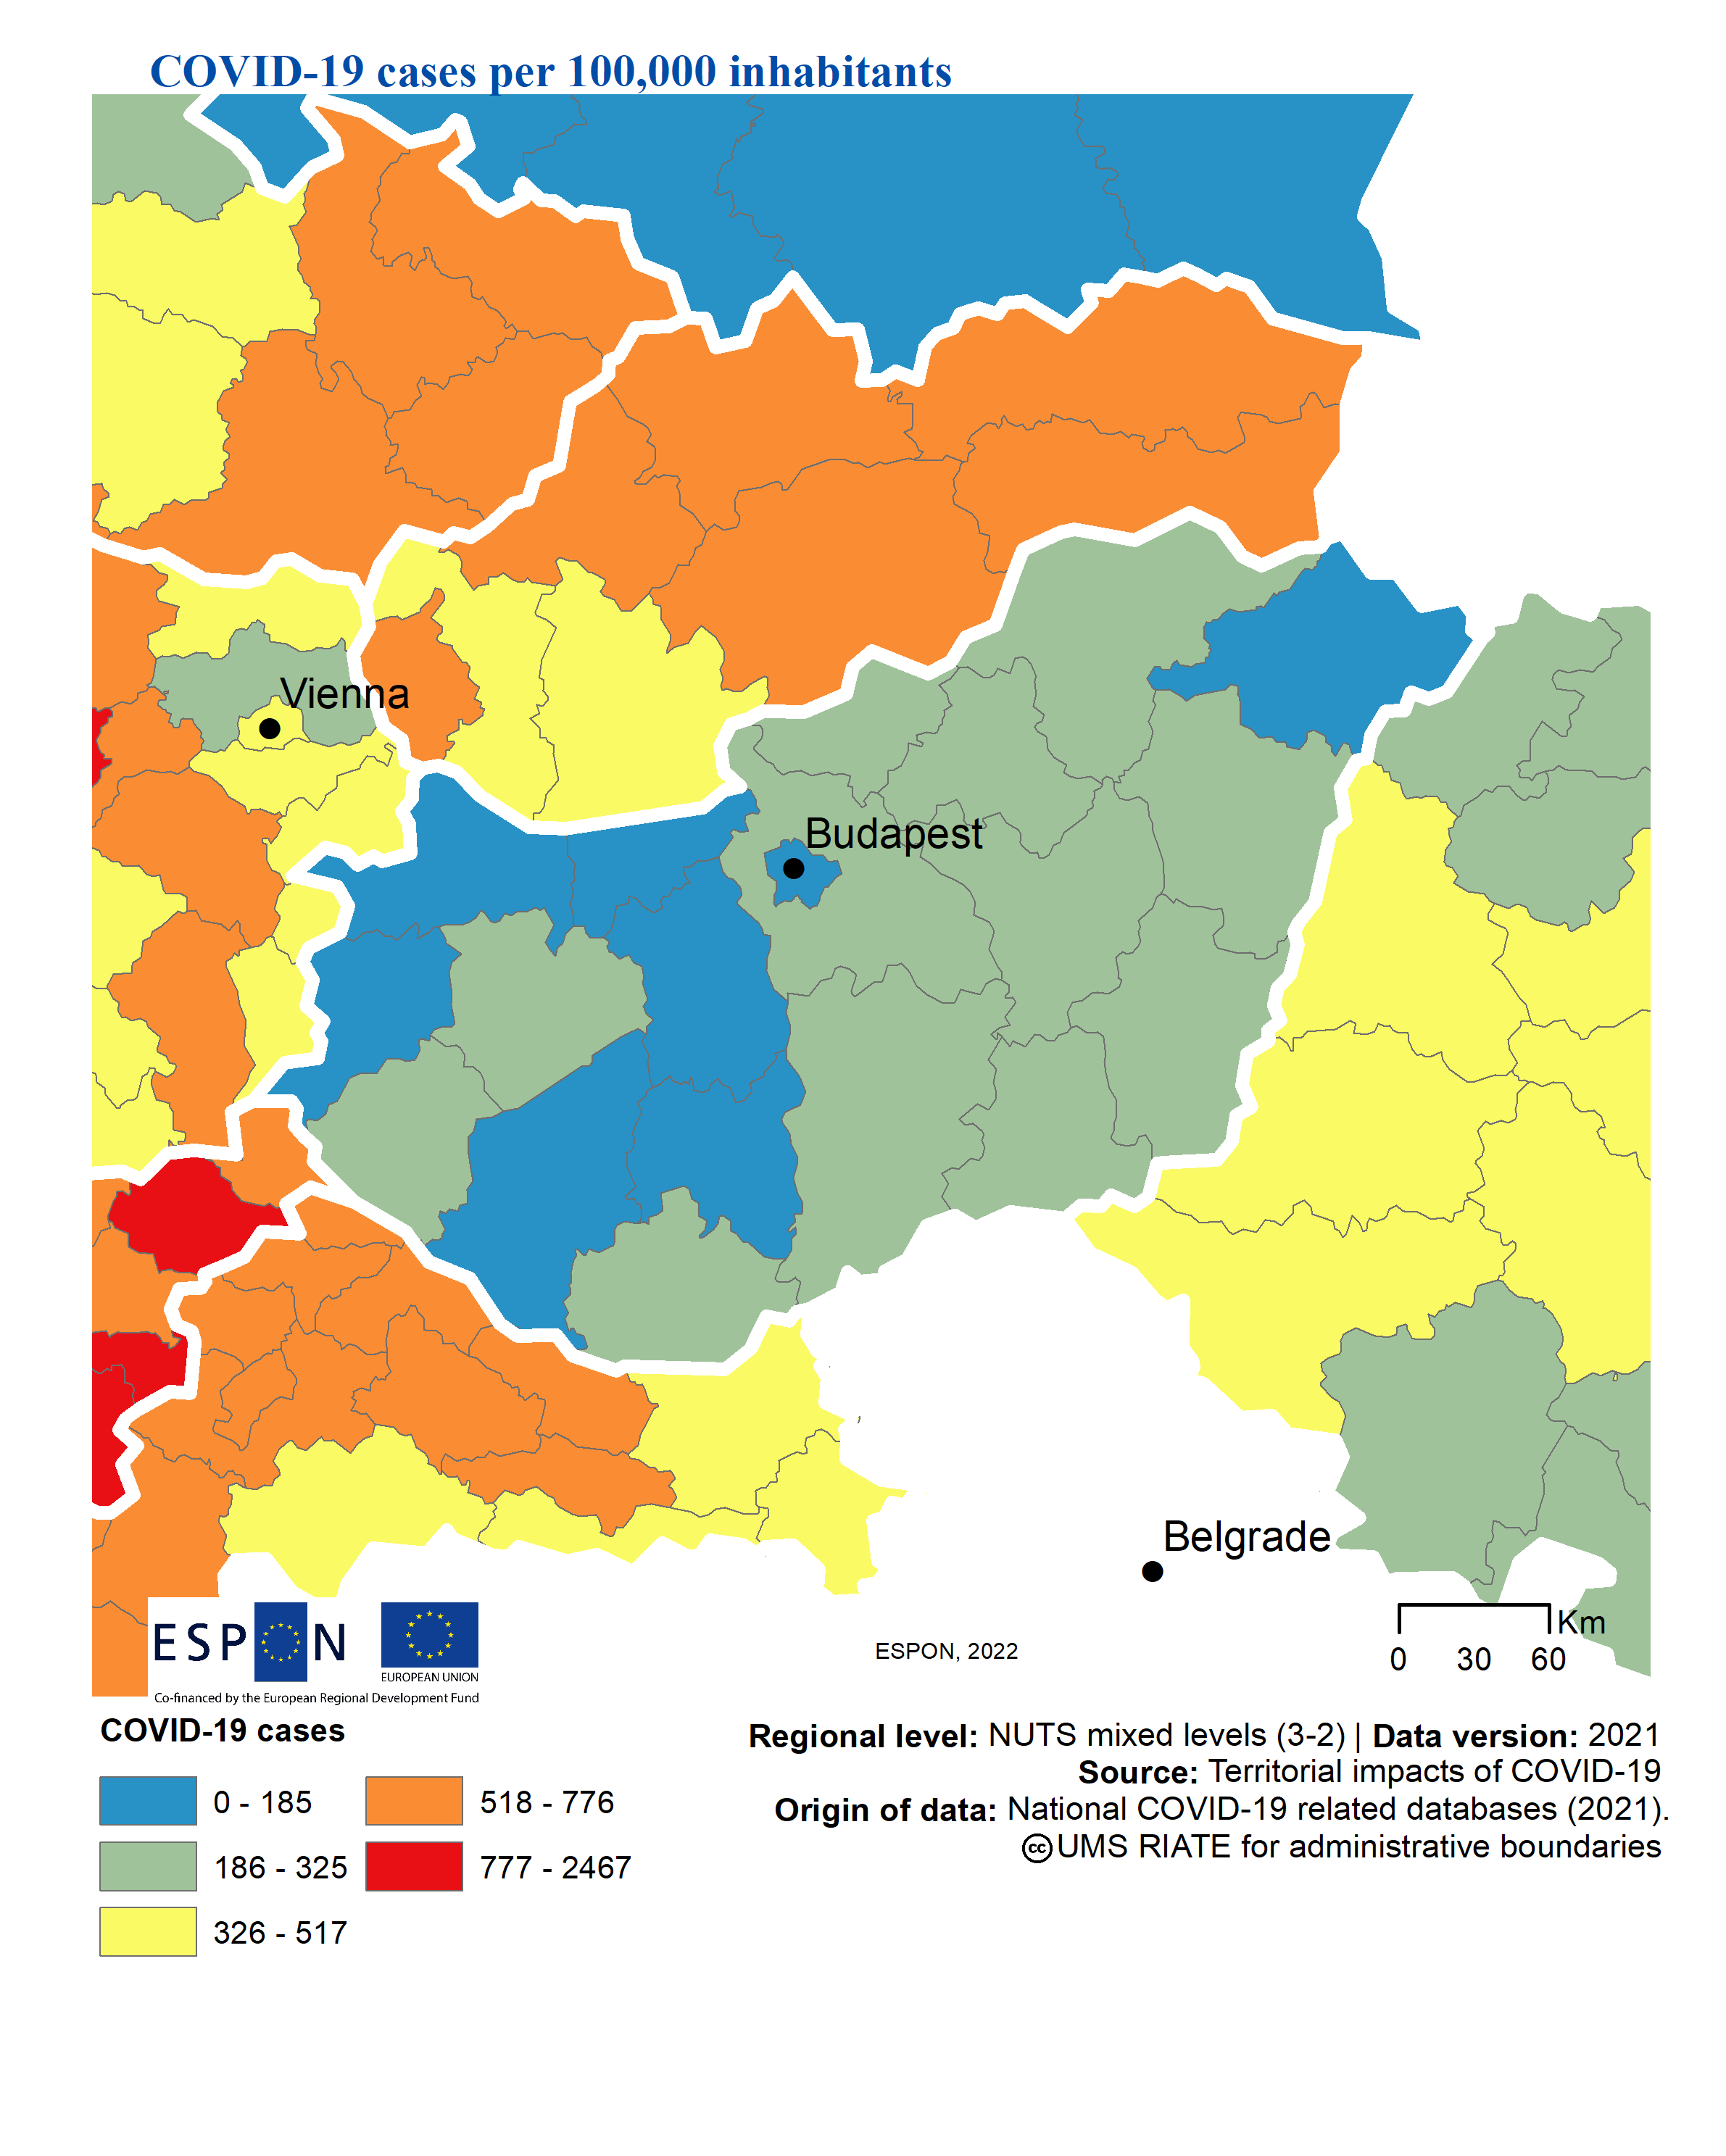 COVID-19 cases per 100,000 inhabitants
Vienna
Budapest
Belgrade
ESPON
EUROPEAN UNION
Co-financed by the European Regional Development Fund
ESPON, 2022
Km
0 30 60
COVID-19 cases
0 - 185
186 - 325
326 - 517
518 - 776
777 - 2467
Regional level: NUTS mixed levels (3-2) | Data version: 2021
Source: Territorial impacts of COVID-19
Origin of data: National COVID-19 related databases (2021).
cc UMS RIATE for administrative boundaries